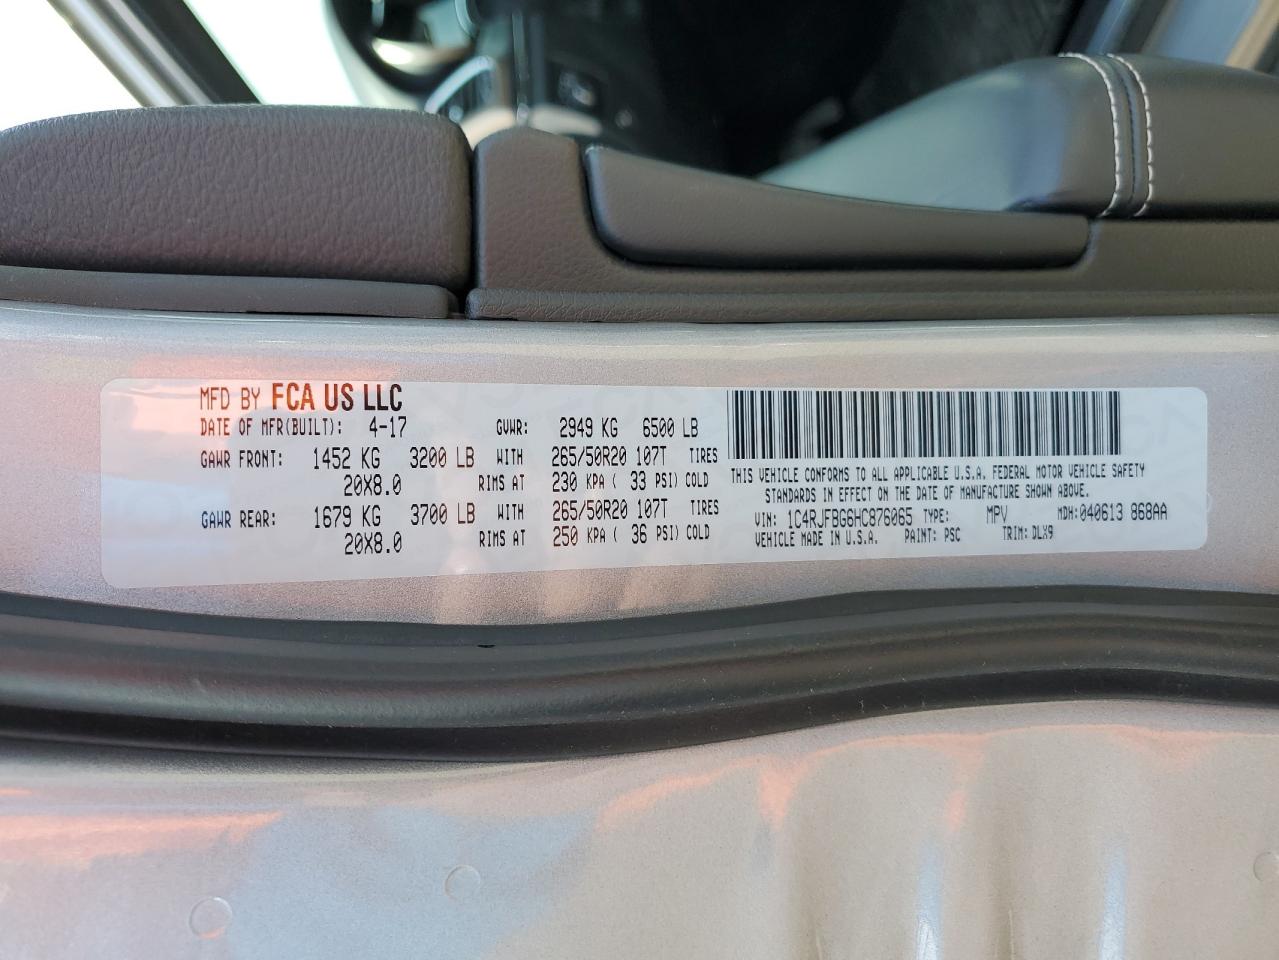 MFD BY FCA US LLC
DATE OF MFR(BUILT): 4-17 GVWR: 2949 KG 6500 LB
GAWR FRONT: 1452 KG 3200 LB WITH 265/50R20 107T TIRES
20X8.0 RIMS AT 230 KPA ( 33 PSI) COLD
GAWR REAR: 1679 KG 3700 LB WITH 265/50R20 107T TIRES
20X8.0 RIMS AT 250 KPA ( 36 PSI) COLD
THIS VEHICLE CONFORMS TO ALL APPLICABLE U.S.A. FEDERAL MOTOR VEHICLE SAFETY
STANDARDS IN EFFECT ON THE DATE OF MANUFACTURE SHOWN ABOVE.
VIN: 1C4RJFBG6HC876065 TYPE: MPV MDH: 040613 868AA
VEHICLE MADE IN U.S.A. PAINT: PSC TRIM: DLX9